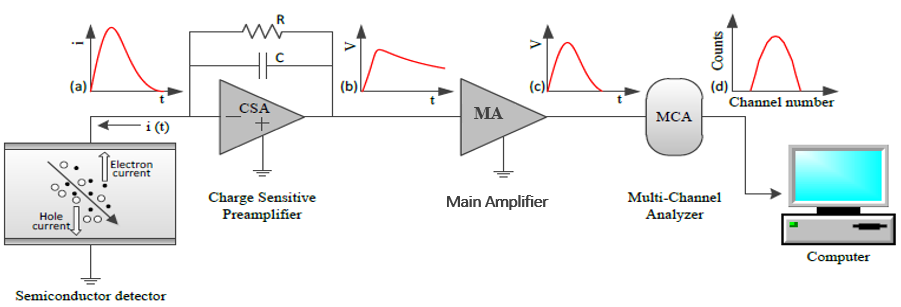 R
C
i
(a)
t
V
(b)
t
V
(c)
t
Counts
(d)
Channel number
CSA
i (t)
MA
MCA
Electron
current
Hole
current
Charge Sensitive
Preamplifier
Main Amplifier
Multi-Channel
Analyzer
Computer
Semiconductor detector